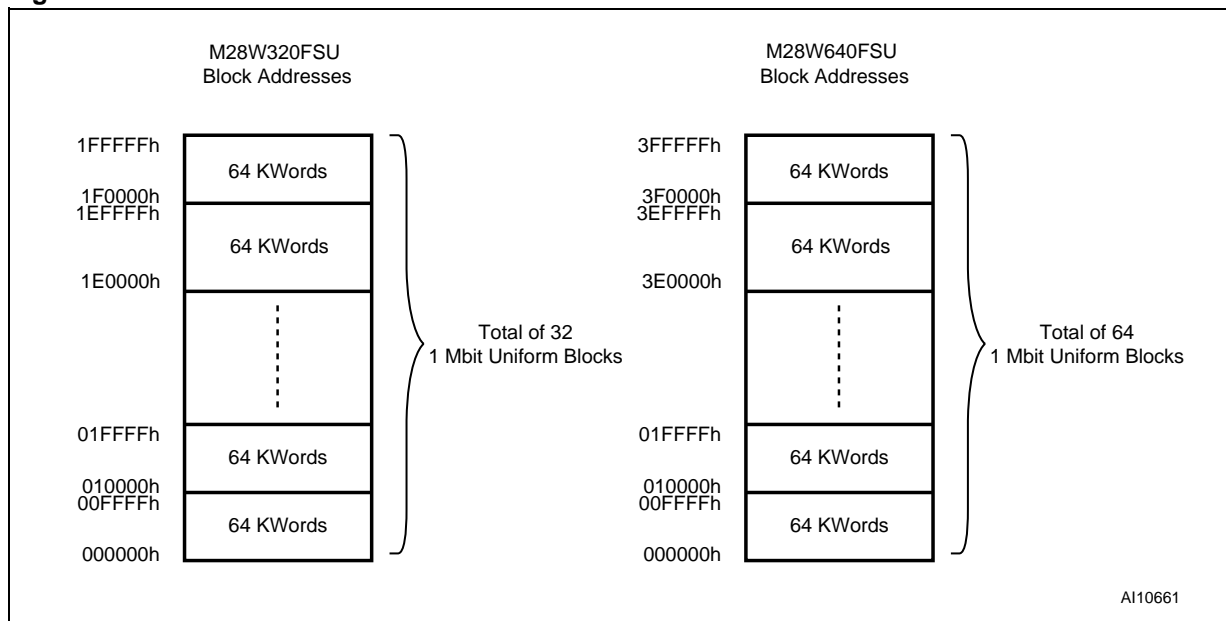 M28W320FSU
Block Addresses
1FFFFFh
64 KWords
1F0000h
1EFFFFh
64 KWords
1E0000h
Total of 32
1 Mbit Uniform Blocks
01FFFFh
64 KWords
010000h
00FFFFh
64 KWords
000000h
M28W640FSU
Block Addresses
3FFFFFh
64 KWords
3F0000h
3EFFFFh
64 KWords
3E0000h
Total of 64
1 Mbit Uniform Blocks
01FFFFh
64 KWords
010000h
00FFFFh
64 KWords
000000h
AI10661